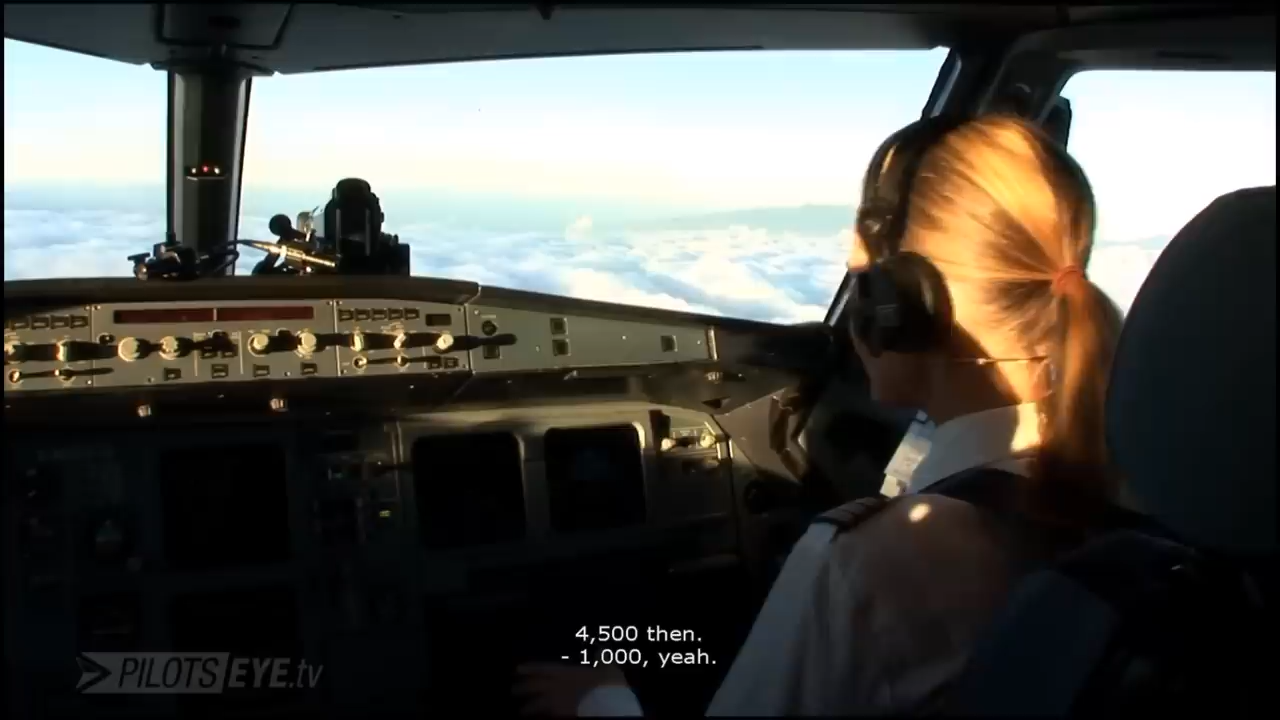 4,500 then.
- 1,000, yeah.
PILOTSEYE.tv